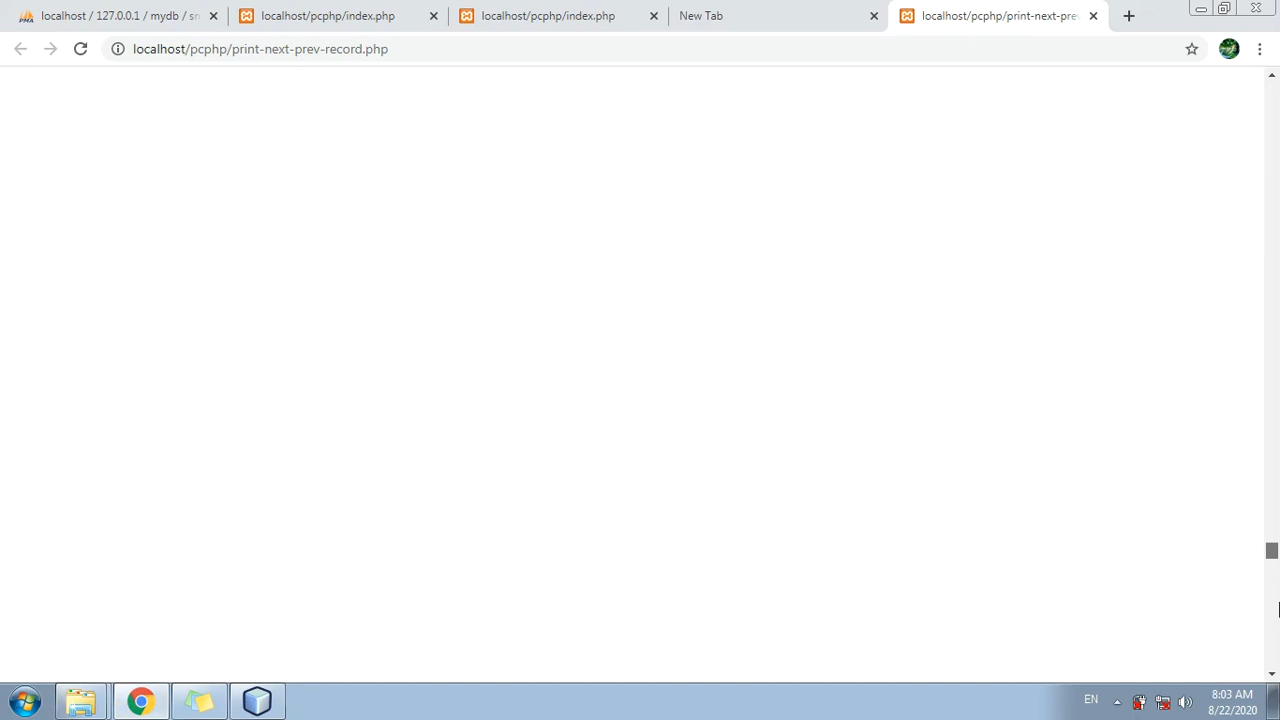 localhost / 127.0.0.1 / mydb / sn
localhost/pcphp/index.php
localhost/pcphp/index.php
New Tab
localhost/pcphp/print-next-prev
localhost/pcphp/print-next-prev-record.php
EN
8:03 AM
8/22/2020